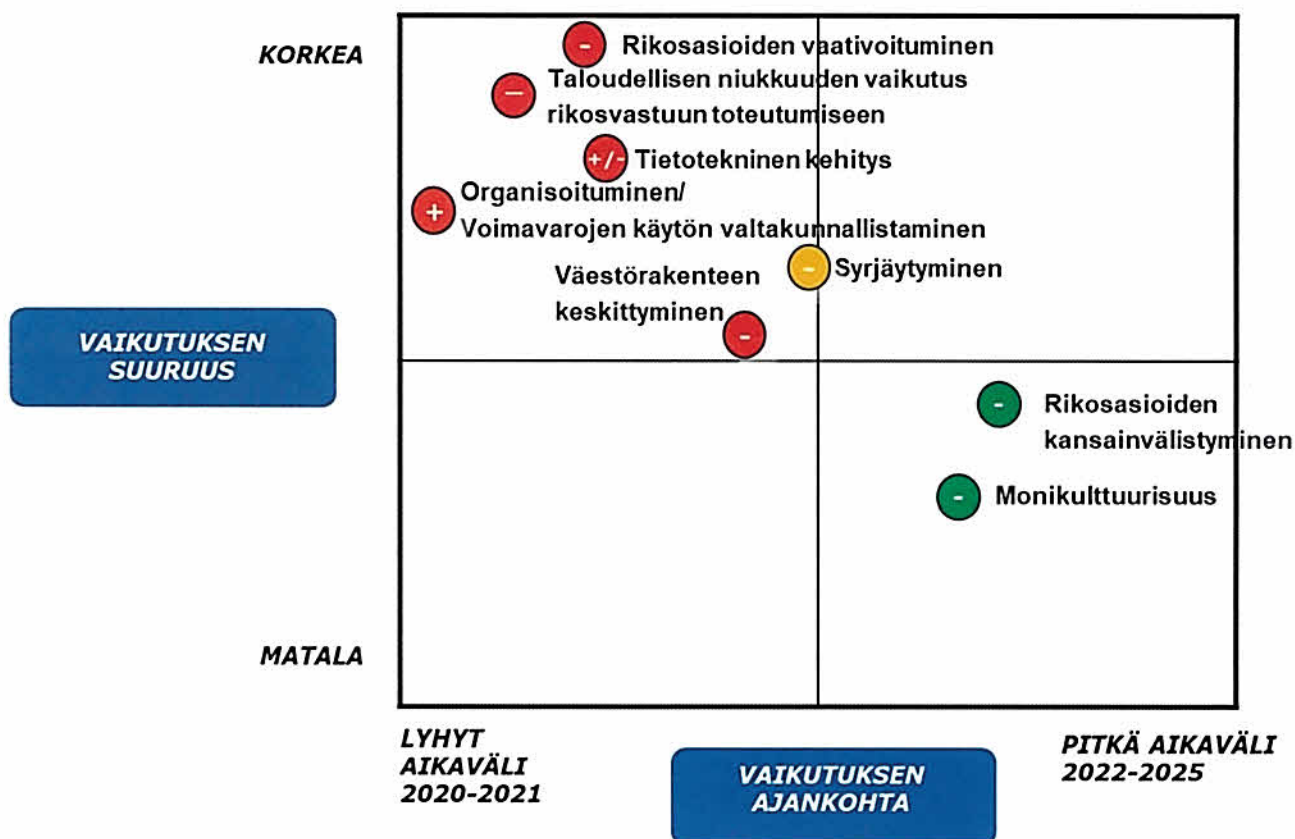 KORKEA
- Rikosasioiden vaativoituminen
– Taloudellisen niukkuuden vaikutus
rikosvastuun toteutumiseen
+/- Tietotekninen kehitys
+ Organisoituminen/
Voimavarojen käytön valtakunnallistaminen
- Syrjäytyminen
Väestörakenteen
keskittyminen
-
VAIKUTUKSEN
SUURUUS
- Rikosasioiden
kansainvälistyminen
- Monikulttuurisuus
MATALA
LYHYT
AIKAVÄLI
2020-2021
VAIKUTUKSEN
AJANKOHTA
PITKÄ AIKAVÄLI
2022-2025